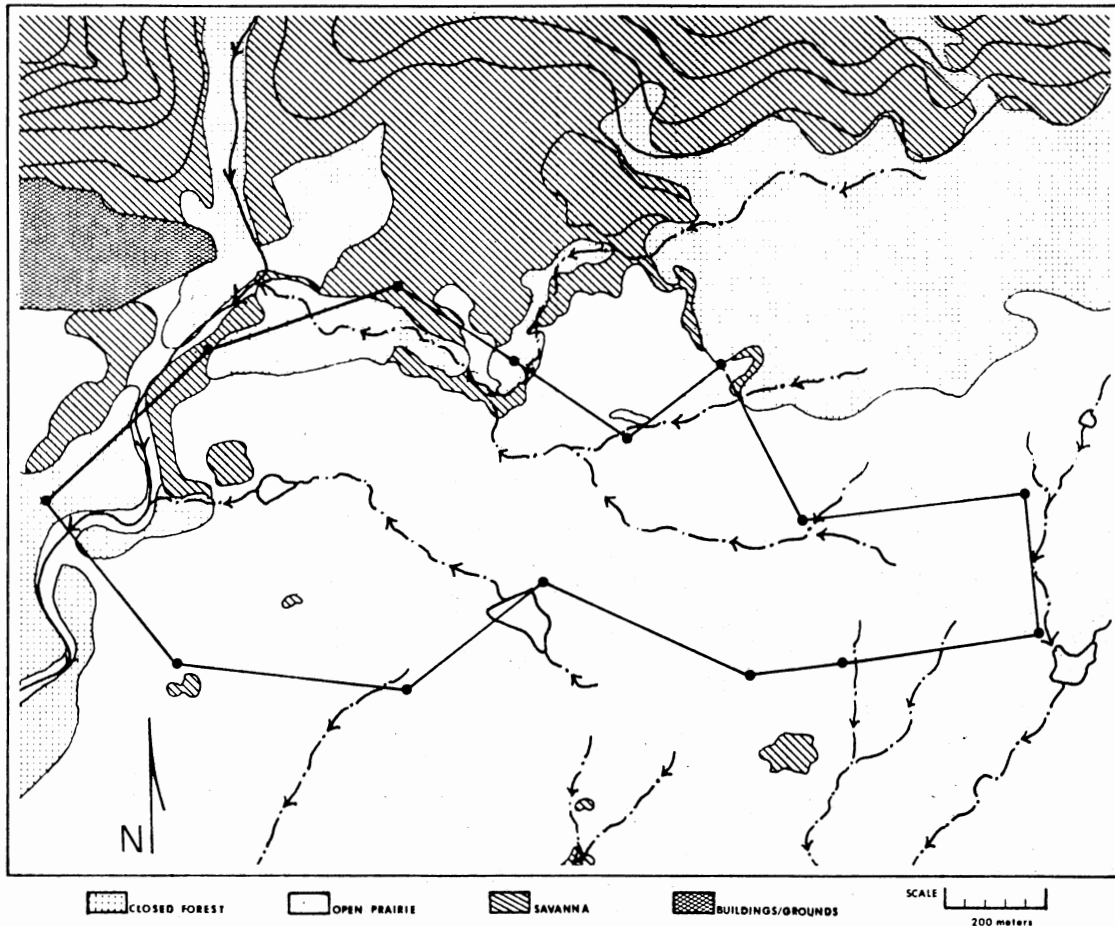 N
CLOSED FOREST
OPEN PRAIRIE
SAVANNA
BUILDINGS/GROUNDS
SCALE
200 meters